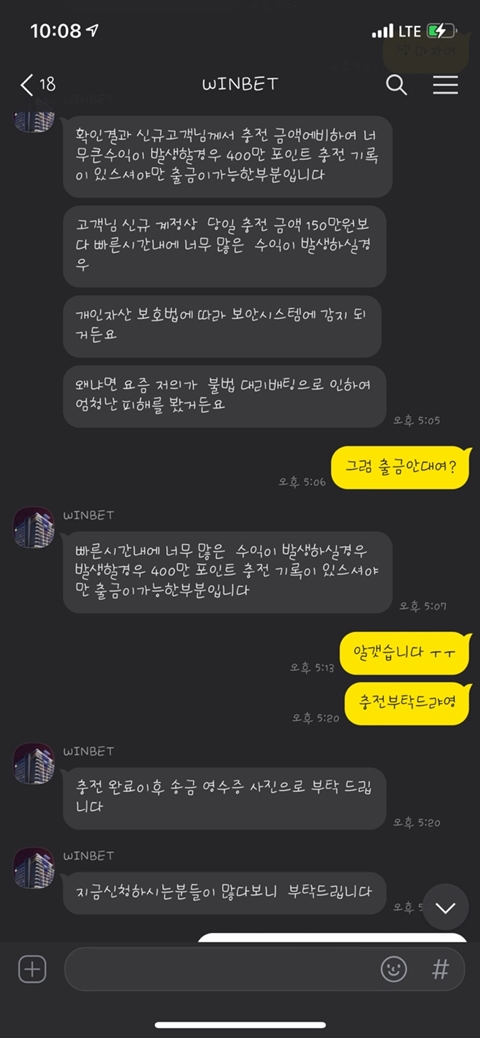 10:08
LTE
18
WINBET
확인결과 신규고객님께서 충전 금액에비하여 너
무큰수익이 발생할경우 400만 포인트 충전 기록
이 있스셔야만 출금이가능한부분입니다
고객님 신규 계정상 당일 충전 금액 150만원보
다 빠른시간내에 너무 많은 수익이 발생하실경
우
개인자산 보호법에 따라 보안시스템에 감지 되
거든요
왜냐면 요즘 저의가 불법 대리배팅으로 인하여
엄청난 피해를 봤거든요
오후 5:05
그럼 출금안대여?
오후 5:06
WINBET
빠른시간내에 너무 많은 수익이 발생하실경우
발생할경우 400만 포인트 충전 기록이 있스셔야
만 출금이가능한부분입니다
오후 5:07
알갯습니다 ㅜㅜ
오후 5:13
충전부탁드랴영
오후 5:20
WINBET
충전 완료이후 송금 영수증 사진으로 부탁 드립
니다
오후 5:20
WINBET
지금신청하시는분들이 많다보니 부탁드립니다
오후
#